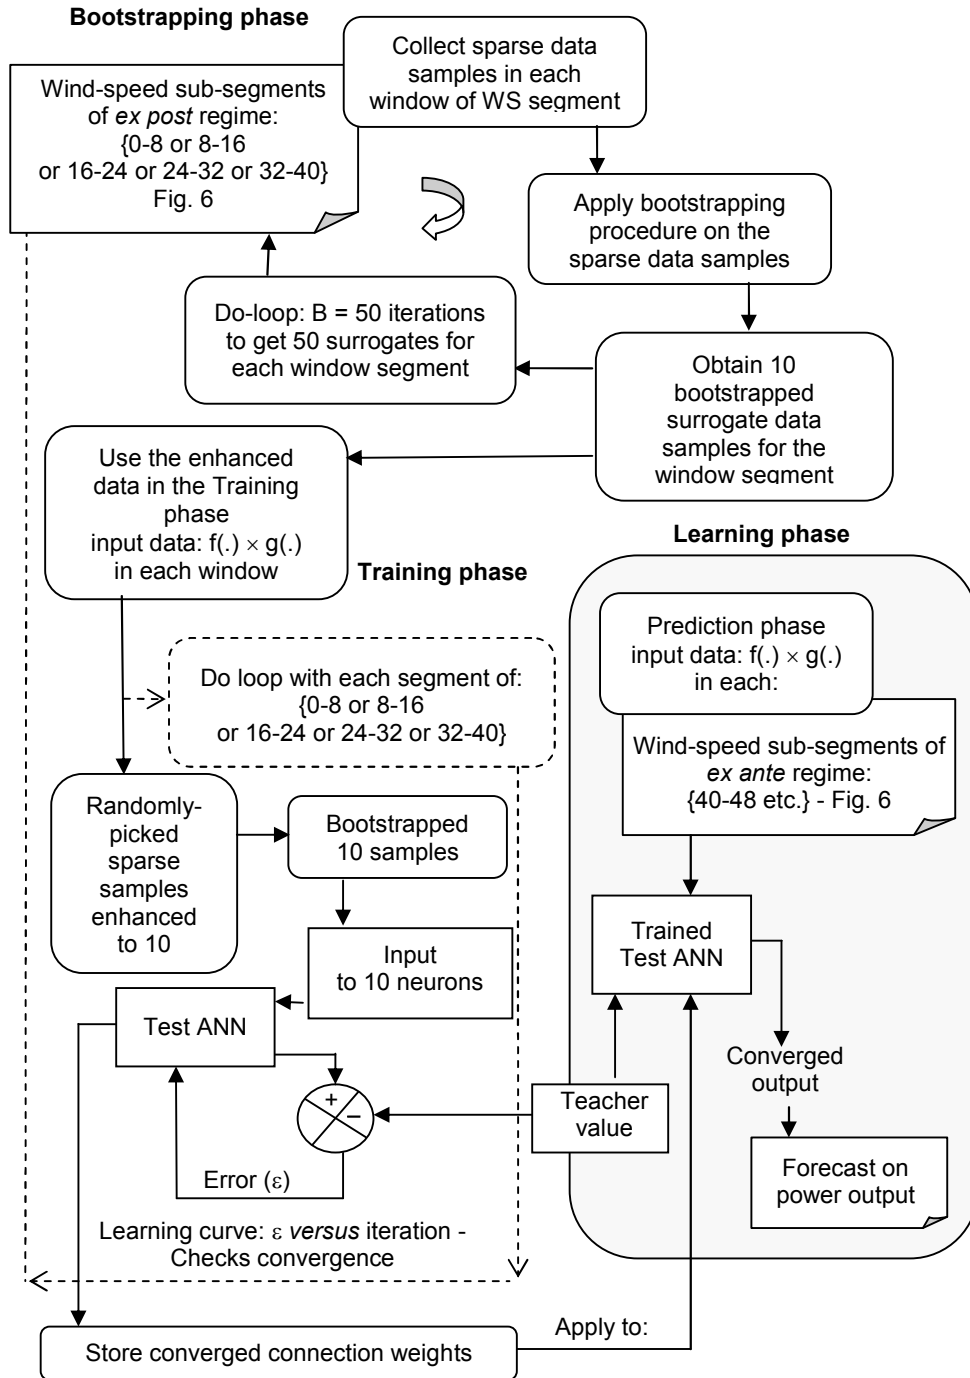 Bootstrapping phase
Collect sparse data
samples in each
window of WS segment
Wind-speed sub-segments
of ex post regime:
{0-8 or 8-16
or 16-24 or 24-32 or 32-40}
Fig. 6
Apply bootstrapping
procedure on the
sparse data samples
Do-loop: B = 50 iterations
to get 50 surrogates for
each window segment
Obtain 10
bootstrapped
surrogate data
samples for the
window segment
Use the enhanced
data in the Training
phase
input data: f(.) × g(.)
in each window
Training phase
Learning phase
Do loop with each segment of:
{0-8 or 8-16
or 16-24 or 24-32 or 32-40}
Prediction phase
input data: f(.) × g(.)
in each:
Wind-speed sub-segments of
ex ante regime:
{40-48 etc.} - Fig. 6
Randomly-
picked
sparse
samples
enhanced
to 10
Bootstrapped
10 samples
Input
to 10 neurons
Test ANN
+
−
Error (ε)
Trained
Test ANN
Teacher
value
Converged
output
Forecast on
power output
Learning curve: ε versus iteration -
Checks convergence
Apply to:
Store converged connection weights